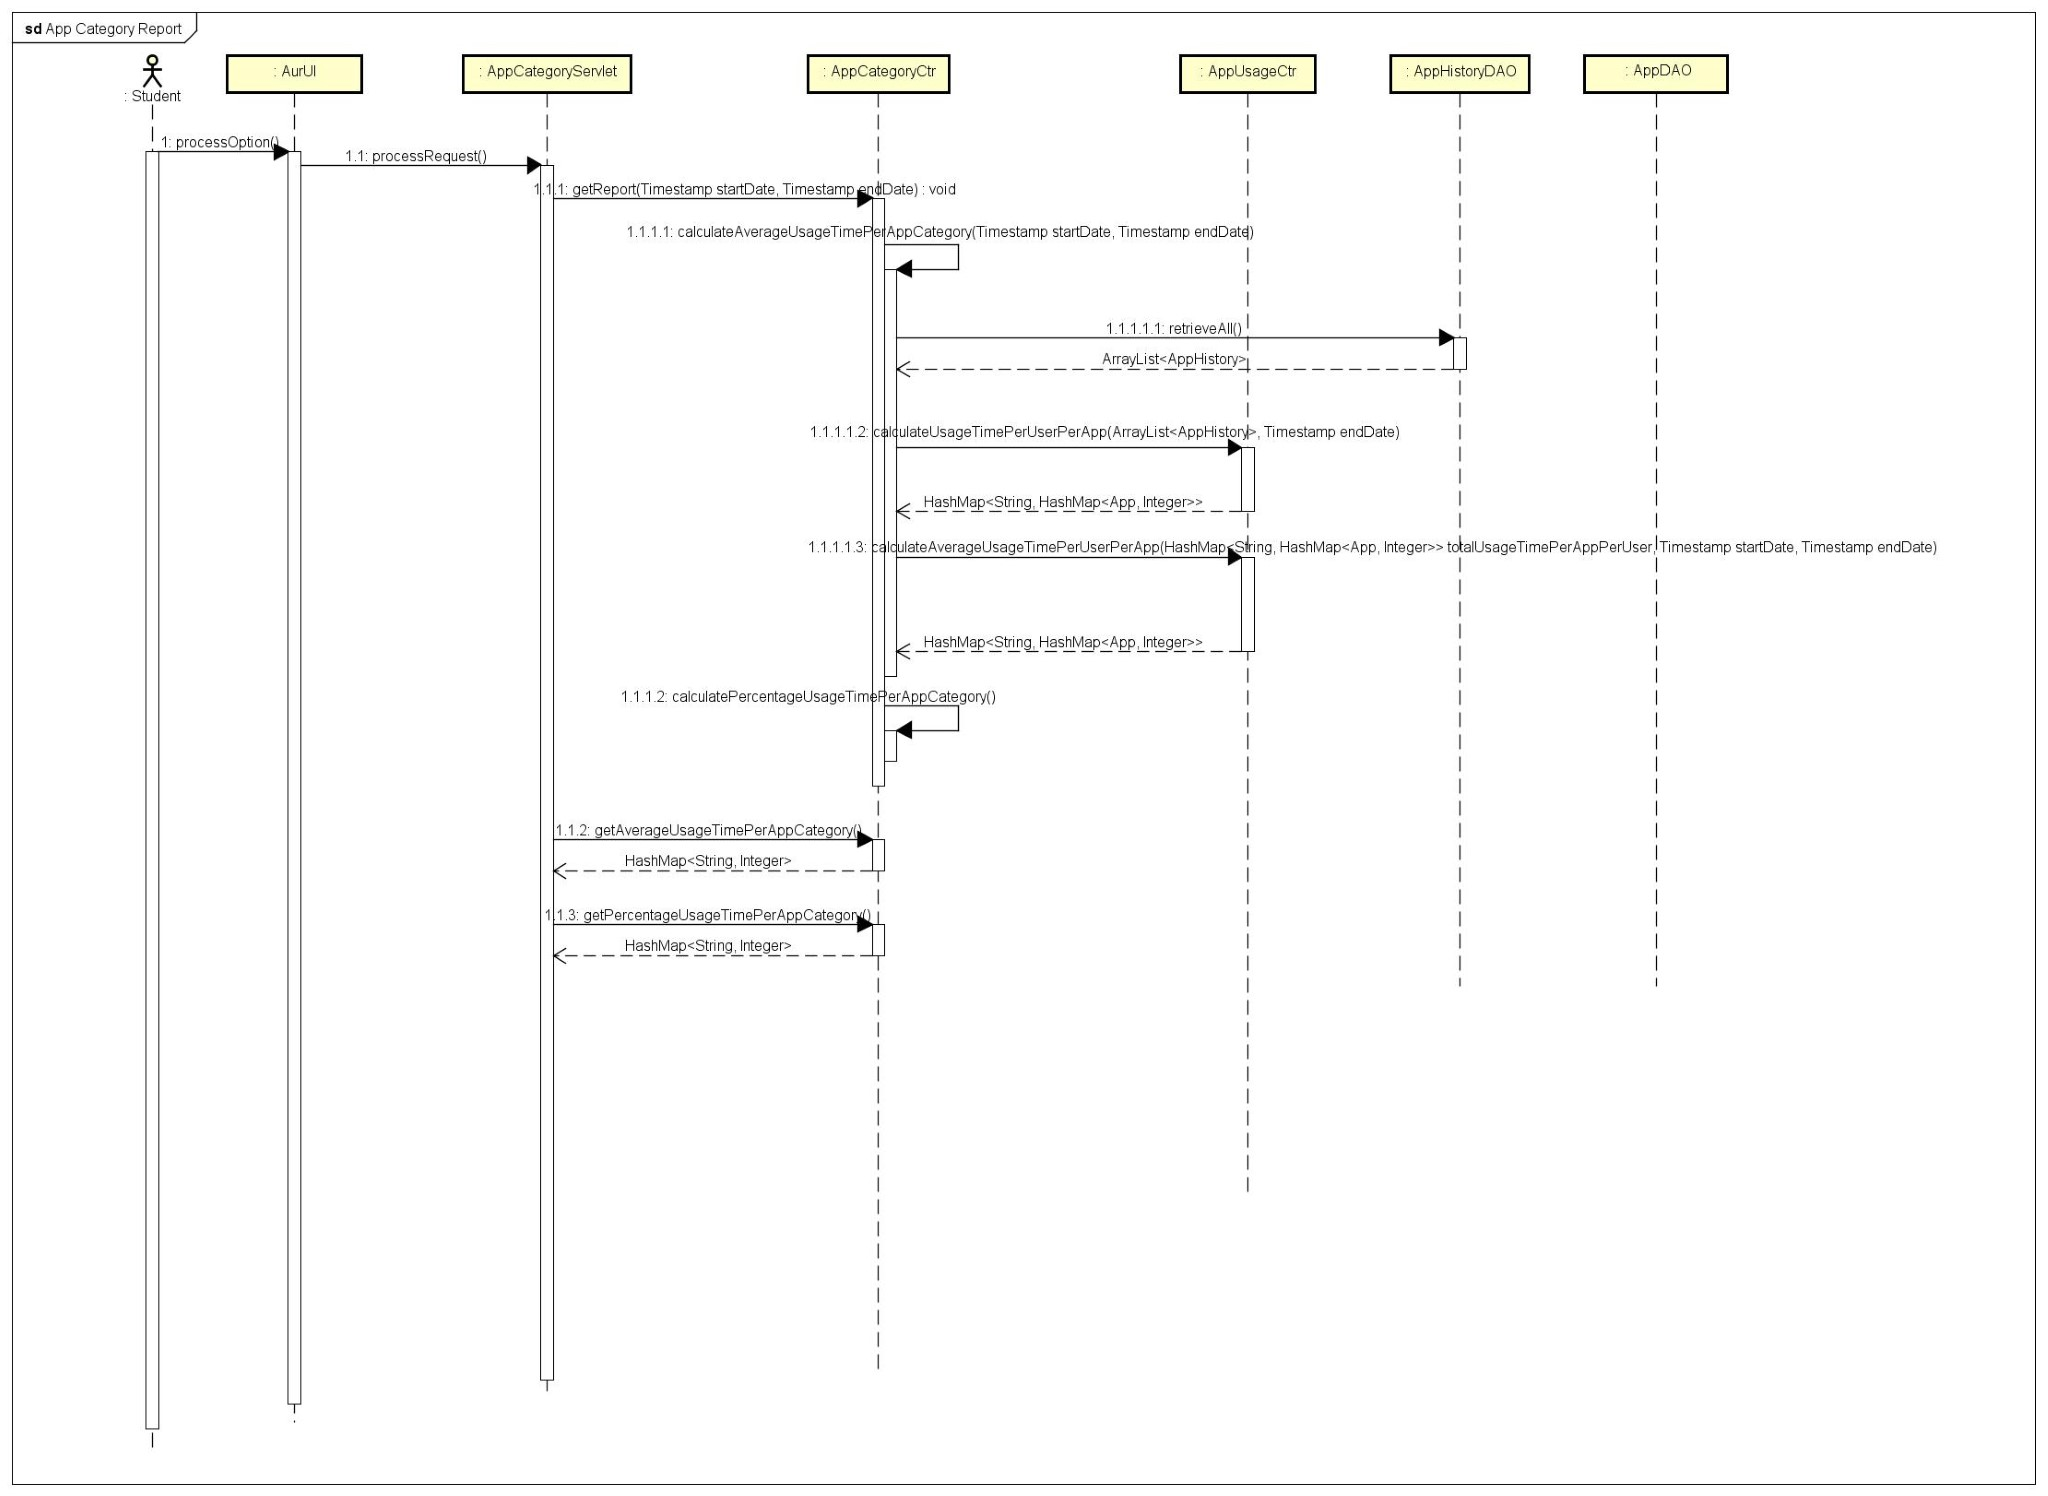 sd App Category Report
: Student
: AurUI
: AppCategoryServlet
: AppCategoryCtr
: AppUsageCtr
: AppHistoryDAO
: AppDAO
1: processOption()
1.1: processRequest()
1.1.1: getReport(Timestamp startDate, Timestamp endDate) : void
1.1.1.1: calculateAverageUsageTimePerAppCategory(Timestamp startDate, Timestamp endDate)
1.1.1.1.1: retrieveAll()
ArrayList<AppHistory>
1.1.1.1.2: calculateUsageTimePerUserPerApp(ArrayList<AppHistory>, Timestamp endDate)
HashMap<String, HashMap<App, Integer>>
1.1.1.1.3: calculateAverageUsageTimePerUserPerApp(HashMap<String, HashMap<App, Integer>> totalUsageTimePerAppPerUser, Timestamp startDate, Timestamp endDate)
HashMap<String, HashMap<App, Integer>>
1.1.1.2: calculatePercentageUsageTimePerAppCategory()
1.1.2: getAverageUsageTimePerAppCategory()
HashMap<String, Integer>
1.1.3: getPercentageUsageTimePerAppCategory()
HashMap<String, Integer>